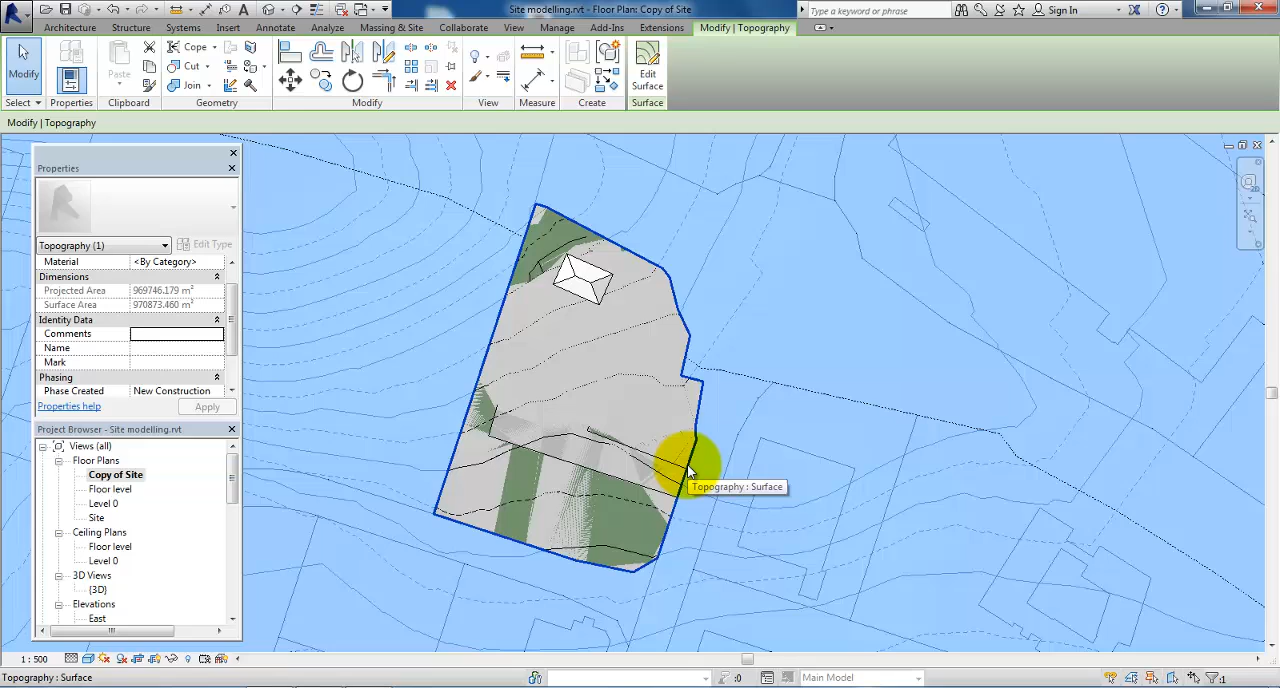 Site modelling.rvt - Floor Plan: Copy of Site
Type a keyword or phrase
Sign In
Architecture Structure Systems Insert Annotate Analyze Massing & Site Collaborate View Manage Add-Ins Extensions Modify | Topography
Modify
Paste
Cope
Cut
Join
Edit Surface
Select Properties Clipboard Geometry Modify View Measure Create Surface
Modify | Topography
Properties
Topography (1)
Edit Type
Material <By Category>
Dimensions
Projected Area 969746.179 m²
Surface Area 970873.460 m²
Identity Data
Comments
Name
Mark
Phasing
Phase Created New Construction
Properties help
Apply
Project Browser - Site modelling.rvt
Views (all)
Floor Plans
Copy of Site
Floor level
Level 0
Site
Ceiling Plans
Floor level
Level 0
3D Views
{3D}
Elevations
East
Topography : Surface
1 : 500
Topography : Surface
:0
Main Model
:1